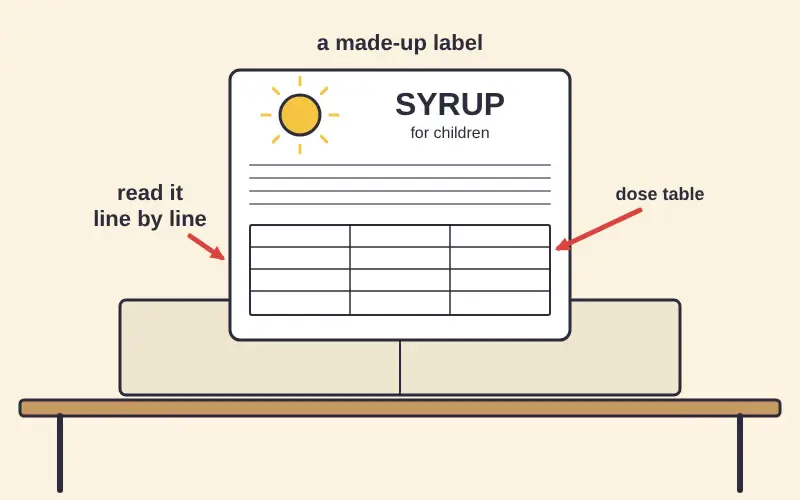 a made-up label
SYRUP
for children
read it
line by line
dose table